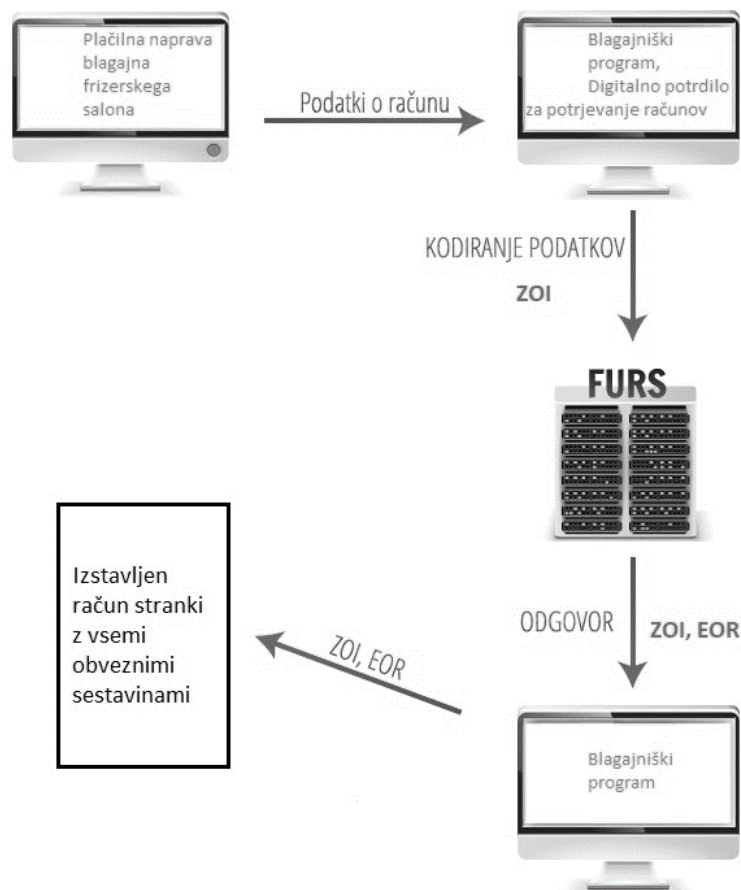 Plačilna naprava
blagajna
frizerskega
salona
Podatki o računu
Blagajniški
program,
Digitalno potrdilo
za potrjevanje računov
KODIRANJE PODATKOV
ZOI
FURS
ODGOVOR
ZOI, EOR
Blagajniški
program
ZOI, EOR
Izstavljen
račun stranki
z vsemi
obveznimi
sestavinami